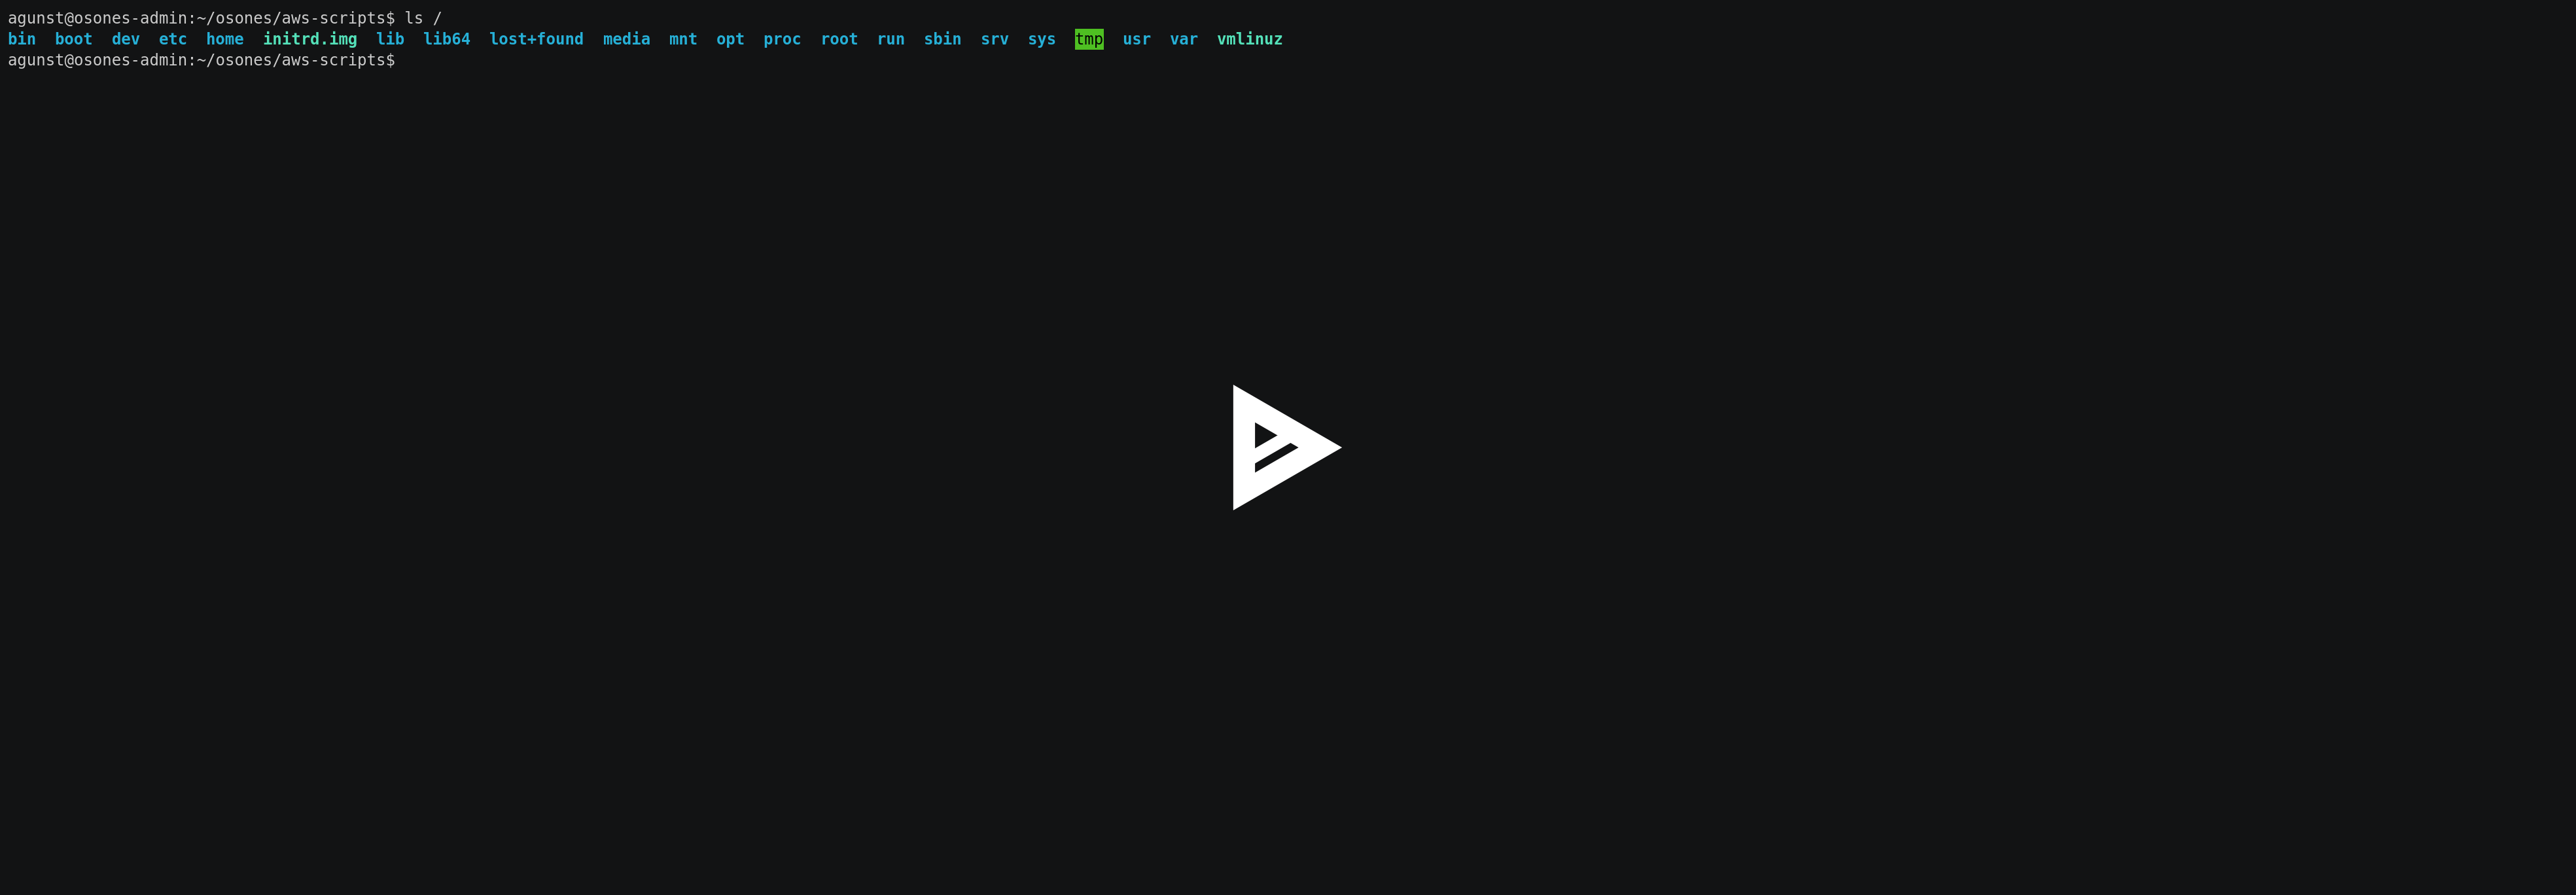 agunst@osones-admin:~/osones/aws-scripts$ ls /
bin  boot  dev  etc  home  initrd.img  lib  lib64  lost+found  media  mnt  opt  proc  root  run  sbin  srv  sys  tmp  usr  var  vmlinuz
agunst@osones-admin:~/osones/aws-scripts$